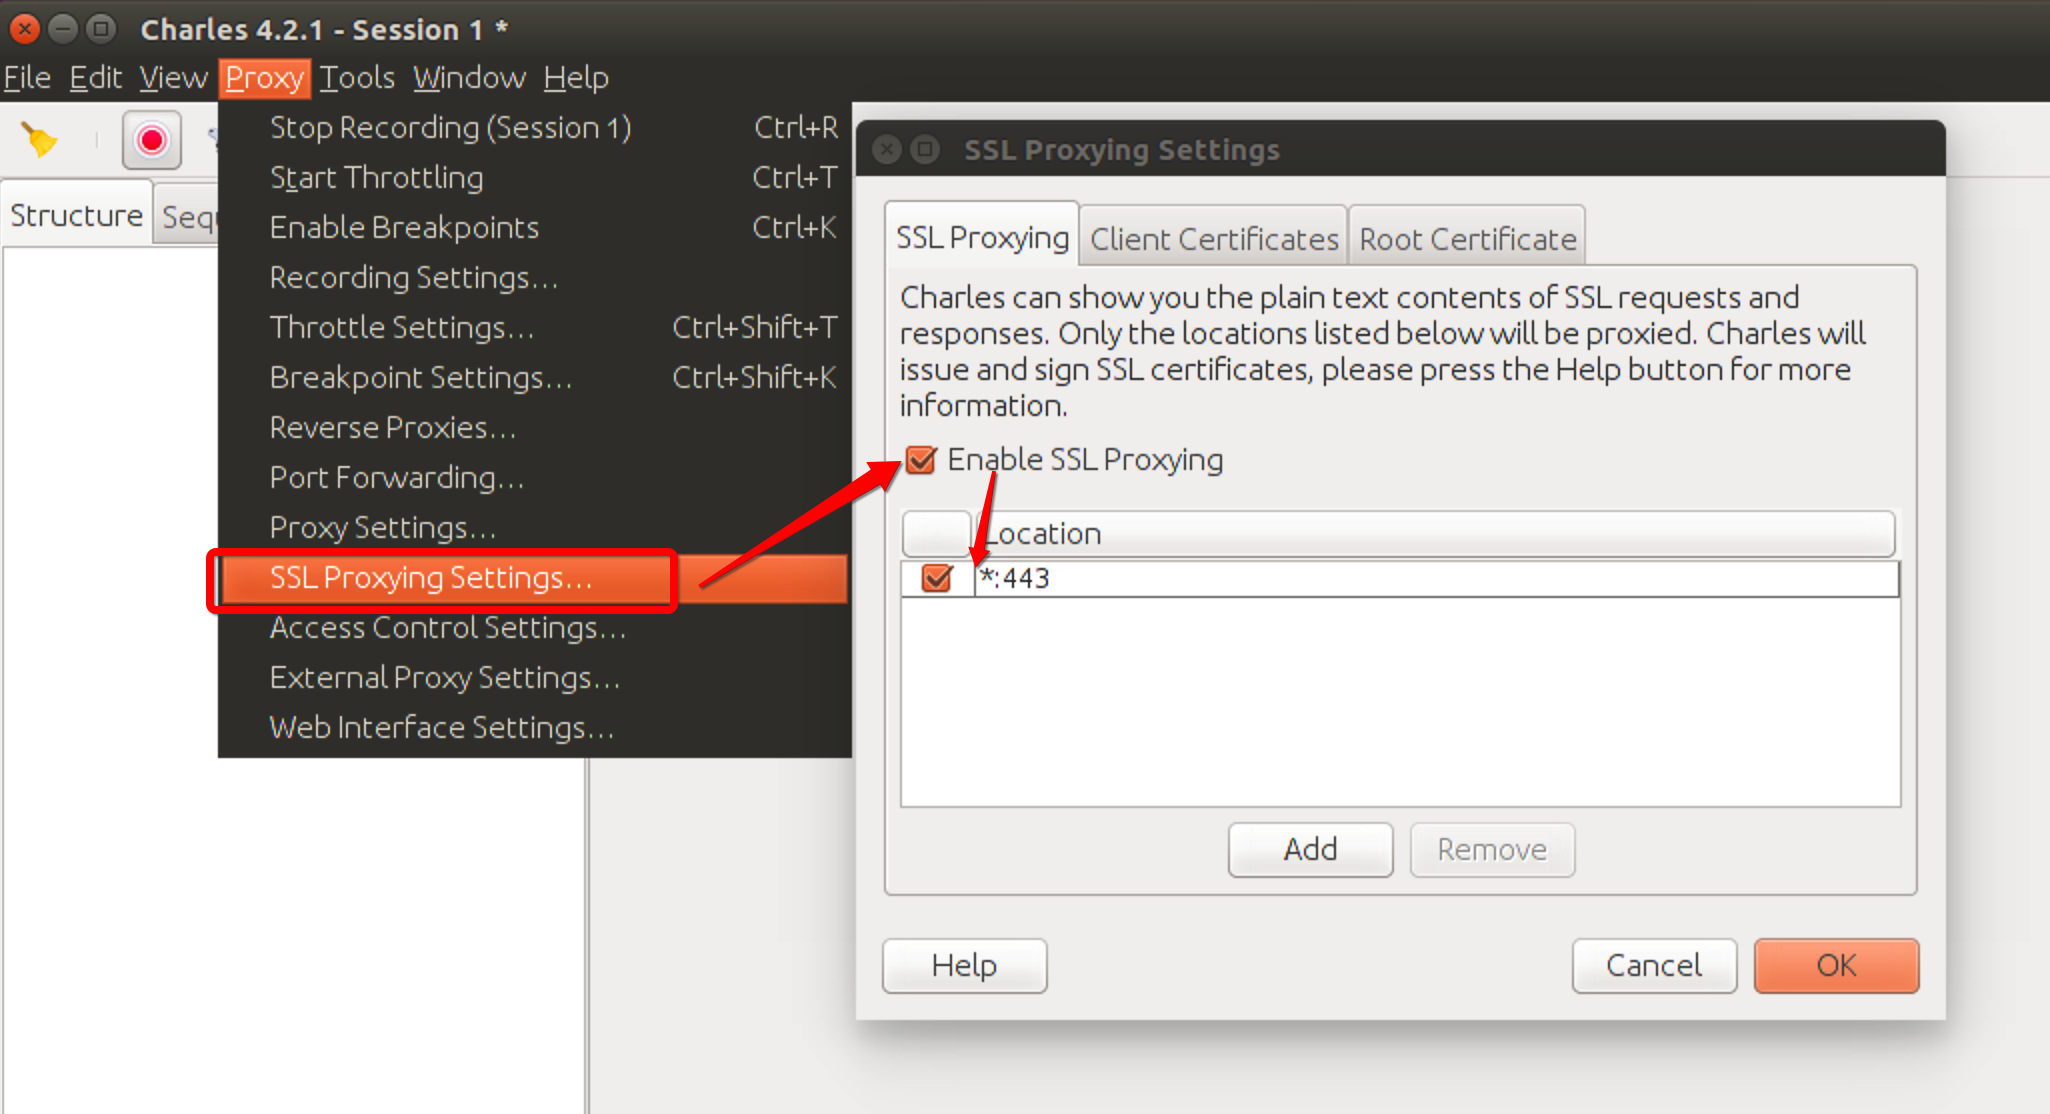 Charles 4.2.1 - Session 1 *
File Edit View Proxy Tools Window Help
Stop Recording (Session 1) Ctrl+R
Start Throttling Ctrl+T
Enable Breakpoints Ctrl+K
Recording Settings...
Throttle Settings... Ctrl+Shift+T
Breakpoint Settings... Ctrl+Shift+K
Reverse Proxies...
Port Forwarding...
Proxy Settings...
SSL Proxying Settings...
Access Control Settings...
External Proxy Settings...
Web Interface Settings...
Structure
SSL Proxying Settings
SSL Proxying Client Certificates Root Certificate
Charles can show you the plain text contents of SSL requests and
responses. Only the locations listed below will be proxied. Charles will
issue and sign SSL certificates, please press the Help button for more
information.
Enable SSL Proxying
Location
*:443
Add Remove
Help Cancel OK